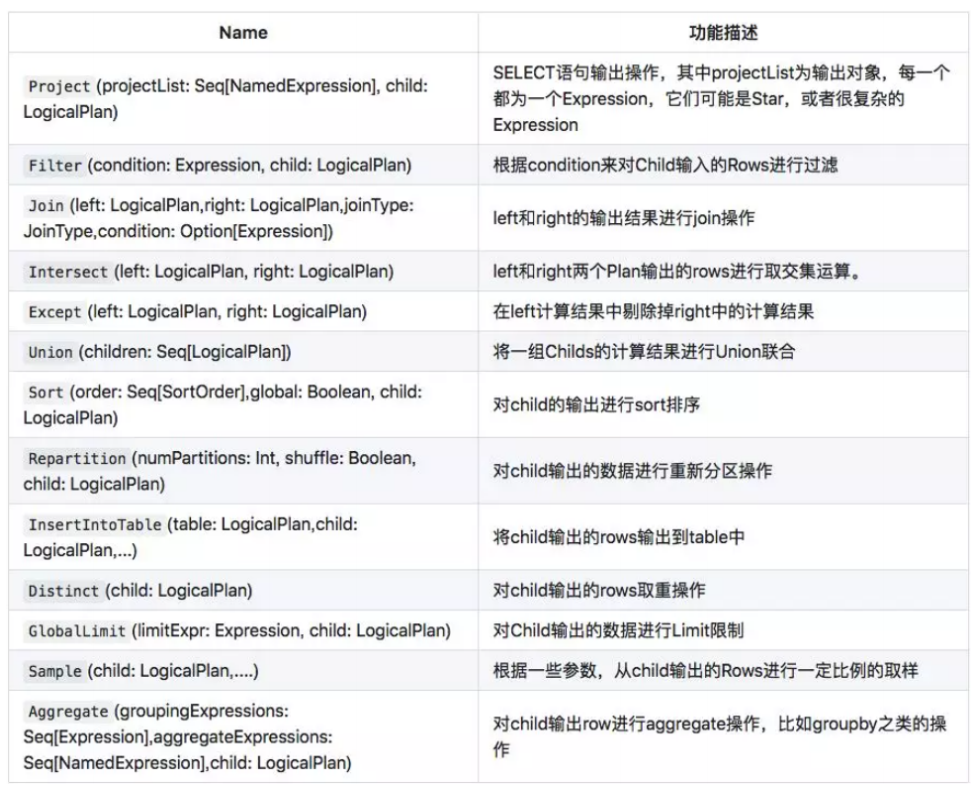 Name
功能描述
Project (projectList: Seq[NamedExpression], child:
LogicalPlan)
SELECT语句输出操作，其中projectList为输出对象，每一个
都为一个Expression，它们可能是Star，或者很复杂的
Expression
Filter (condition: Expression, child: LogicalPlan)
根据condition来对Child输入的Rows进行过滤
Join (left: LogicalPlan,right: LogicalPlan,joinType:
JoinType,condition: Option[Expression])
left和right的输出结果进行join操作
Intersect (left: LogicalPlan, right: LogicalPlan)
left和right两个Plan输出的rows进行取交集运算。
Except (left: LogicalPlan, right: LogicalPlan)
在left计算结果中剔除掉right中的计算结果
Union (children: Seq[LogicalPlan])
将一组Childs的计算结果进行Union联合
Sort (order: Seq[SortOrder],global: Boolean, child:
LogicalPlan)
对child的输出进行sort排序
Repartition (numPartitions: Int, shuffle: Boolean,
child: LogicalPlan)
对child输出的数据进行重新分区操作
InsertIntoTable (table: LogicalPlan,child:
LogicalPlan,...)
将child输出的rows输出到table中
Distinct (child: LogicalPlan)
对child输出的rows取重操作
GlobalLimit (limitExpr: Expression, child: LogicalPlan)
对Child输出的数据进行Limit限制
Sample (child: LogicalPlan,....)
根据一些参数，从child输出的Rows进行一定比例的取样
Aggregate (groupingExpressions:
Seq[Expression],aggregateExpressions:
Seq[NamedExpression],child: LogicalPlan)
对child输出row进行aggregate操作，比如groupby之类的操
作